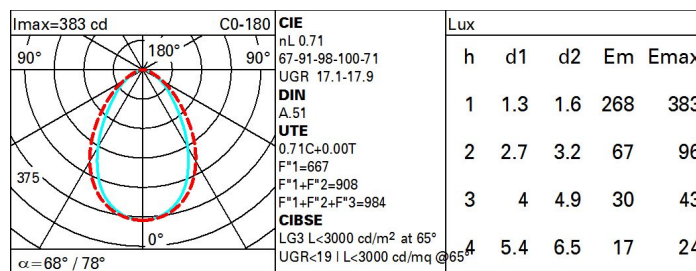 Imax=383 cd C0-180
90° 180° 90°
375
0°
α=68° / 78°
CIE
nL 0.71
67-91-98-100-71
UGR 17.1-17.9
DIN
A.51
UTE
0.71C+0.00T
F"1=667
F"1+F"2=908
F"1+F"2+F"3=984
CIBSE
LG3 L<3000 cd/m² at 65°
UGR<19 | L<3000 cd/mq @65°
Lux
h d1 d2 Em Emax
1 1.3 1.6 268 383
2 2.7 3.2 67 96
3 4 4.9 30 43
4 5.4 6.5 17 24